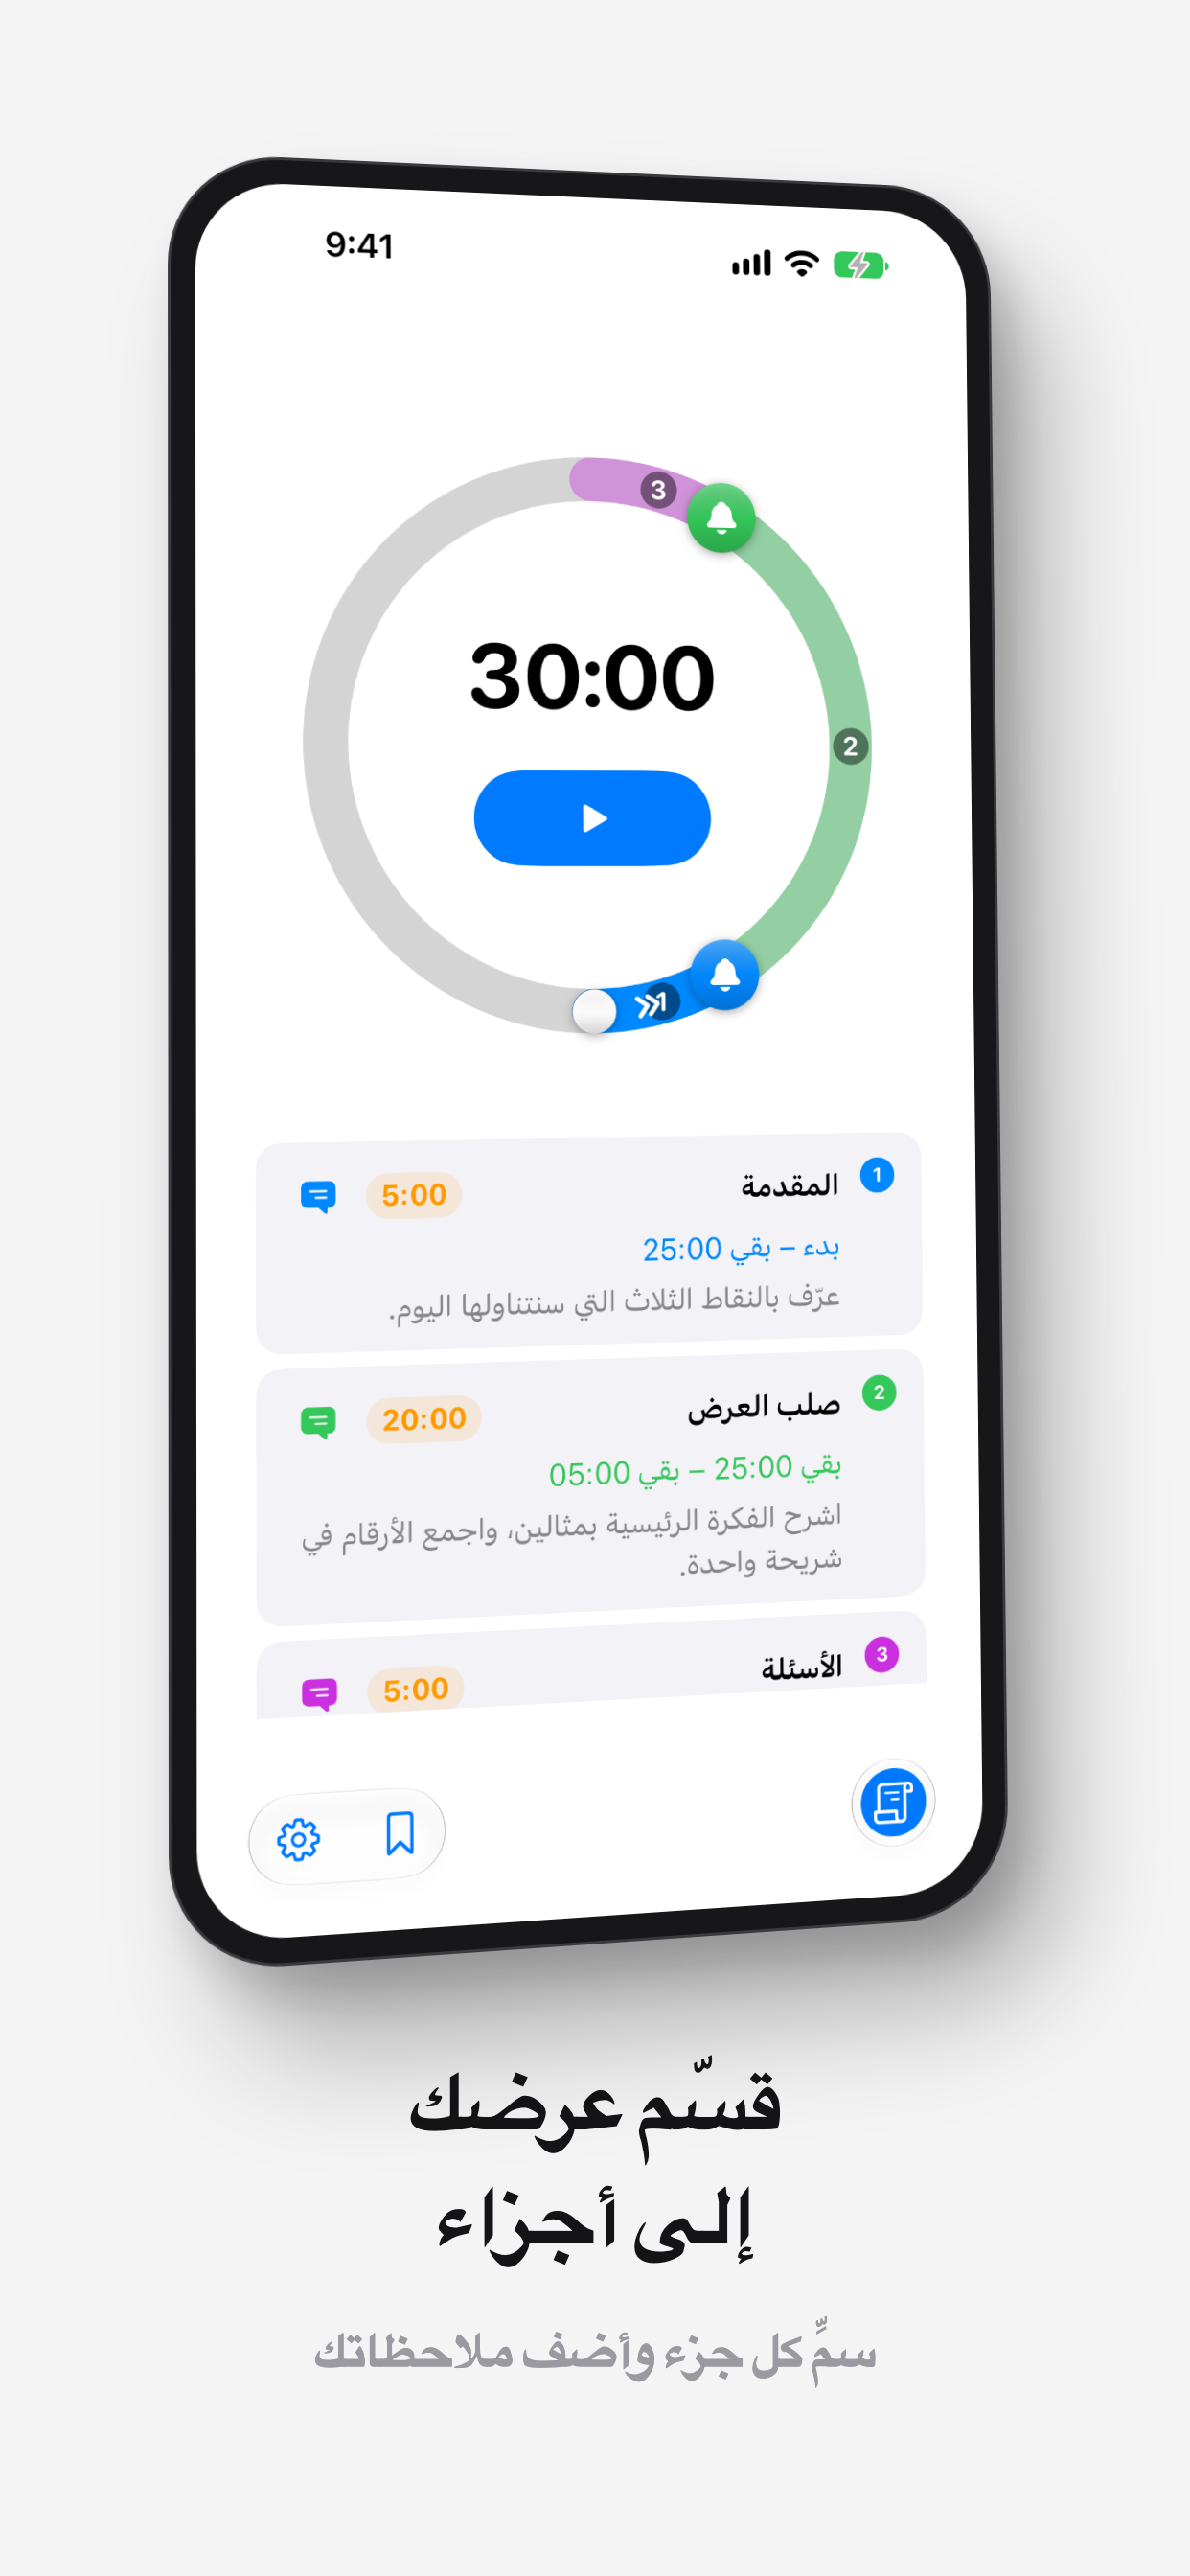 9:41
3
30:00
2
1
1
المقدمة
5:00
بدء – بقي 25:00
عرّف بالنقاط الثلاث التي سنتناولها اليوم.
2
صلب العرض
20:00
بقي 25:00 – بقي 05:00
اشرح الفكرة الرئيسية بمثالين، واجمع الأرقام في
شريحة واحدة.
3
الأسئلة
5:00
قسّم عرضك
إلى أجزاء
سمِّ كل جزء وأضف ملاحظاتك